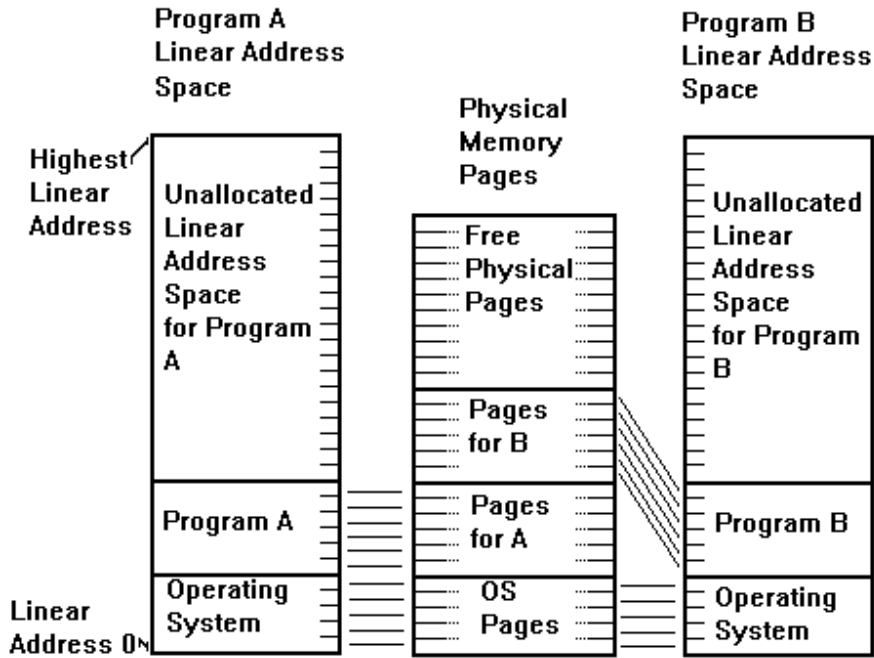 Program A
Linear Address
Space
Program B
Linear Address
Space
Physical
Memory
Pages
Highest
Linear
Address
Unallocated
Linear
Address
Space
for Program
A
Free
Physical
Pages
Unallocated
Linear
Address
Space
for Program
B
Pages
for B
Program A
Pages
for A
Program B
Operating
System
OS
Pages
Operating
System
Linear
Address 0